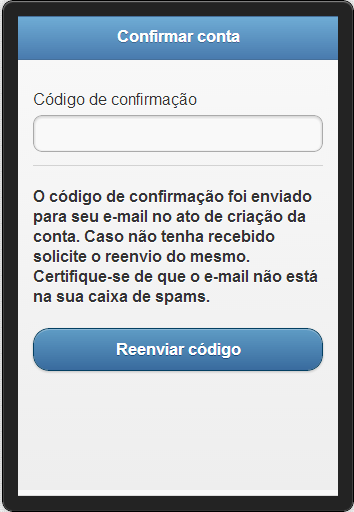 Confirmar conta
Código de confirmação
O código de confirmação foi enviado
para seu e-mail no ato de criação da
conta. Caso não tenha recebido
solicite o reenvio do mesmo.
Certifique-se de que o e-mail não está
na sua caixa de spams.
Reenviar código